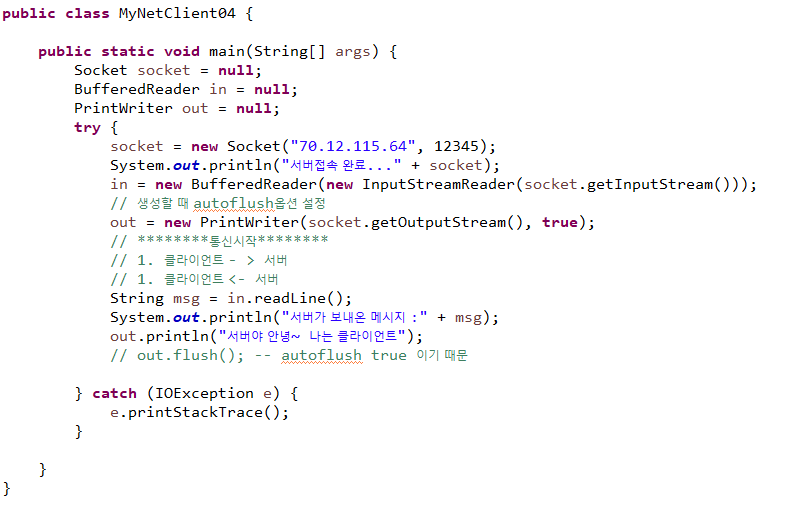 public class MyNetClient04 {
public static void main(String[] args) {
Socket socket = null;
BufferedReader in = null;
PrintWriter out = null;
try {
socket = new Socket("70.12.115.64", 12345);
System.out.println("서버접속 완료..." + socket);
in = new BufferedReader(new InputStreamReader(socket.getInputStream()));
// 생성할 때 autoflush옵션 설정
out = new PrintWriter(socket.getOutputStream(), true);
// ********통신시작********
// 1. 클라이언트 - > 서버
// 1. 클라이언트 <- 서버
String msg = in.readLine();
System.out.println("서버가 보내온 메시지 :" + msg);
out.println("서버야 안녕~ 나는 클라이언트");
// out.flush(); -- autoflush true 이기 때문
} catch (IOException e) {
e.printStackTrace();
}
}
}